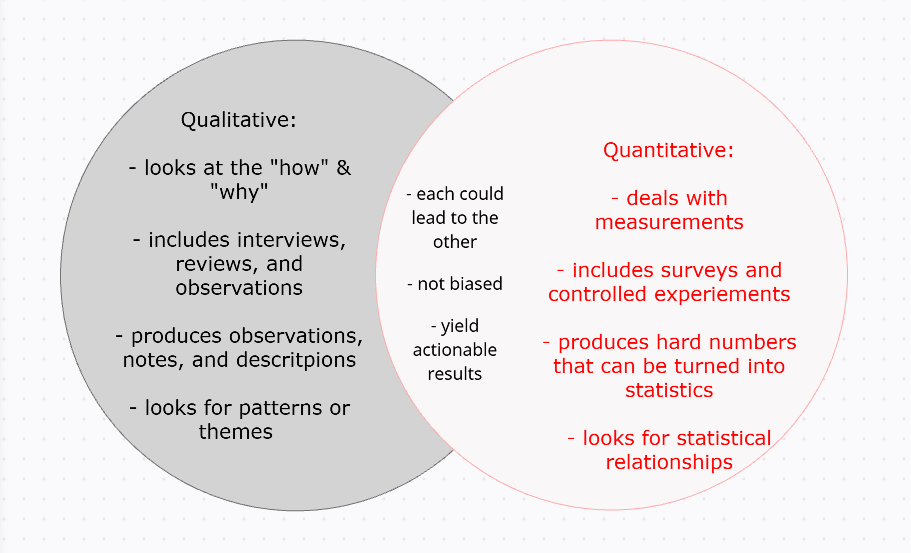 Qualitative:
- looks at the "how" &
"why"
- includes interviews,
reviews, and
observations
- produces observations,
notes, and descritpions
- looks for patterns or
themes
- each could
lead to the
other
- not biased
- yield
actionable
results
Quantitative:
- deals with
measurements
- includes surveys and
controlled experiements
- produces hard numbers
that can be turned into
statistics
- looks for statistical
relationships